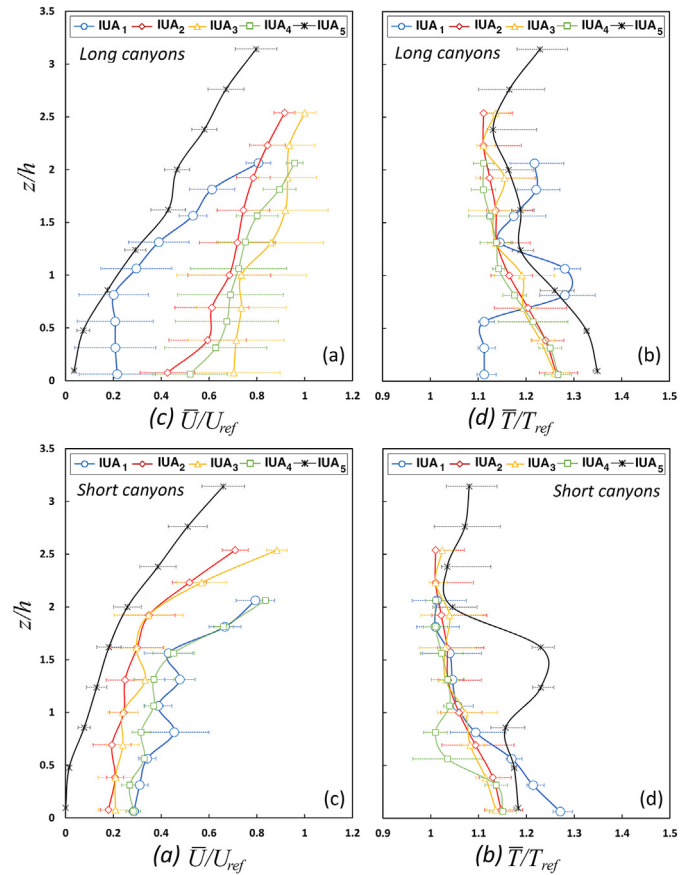 IUA1 IUA2 IUA3 IUA4 IUA5
Long canyons
z/h
3.5
3
2.5
2
1.5
1
0.5
0
(a)
0 0.2 0.4 0.6 0.8 1 1.2
(c) U̅/Uref
IUA1 IUA2 IUA3 IUA4 IUA5
Long canyons
(b)
1 1.1 1.2 1.3 1.4 1.5
(d) T̅/Tref
IUA1 IUA2 IUA3 IUA4 IUA5
Short canyons
z/h
3.5
3
2.5
2
1.5
1
0.5
0
(c)
0 0.2 0.4 0.6 0.8 1 1.2
(a) U̅/Uref
IUA1 IUA2 IUA3 IUA4 IUA5
Short canyons
(d)
1 1.1 1.2 1.3 1.4 1.5
(b) T̅/Tref